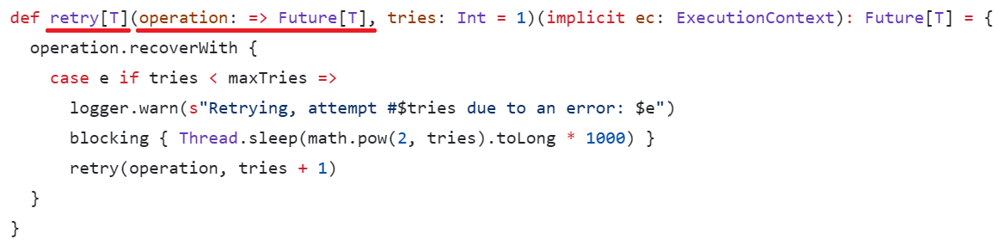 def retry[T](operation: => Future[T], tries: Int = 1)(implicit ec: ExecutionContext): Future[T] = {
  operation.recoverWith {
    case e if tries < maxTries =>
      logger.warn(s"Retrying, attempt #$tries due to an error: $e")
      blocking { Thread.sleep(math.pow(2, tries).toLong * 1000) }
      retry(operation, tries + 1)
  }
}